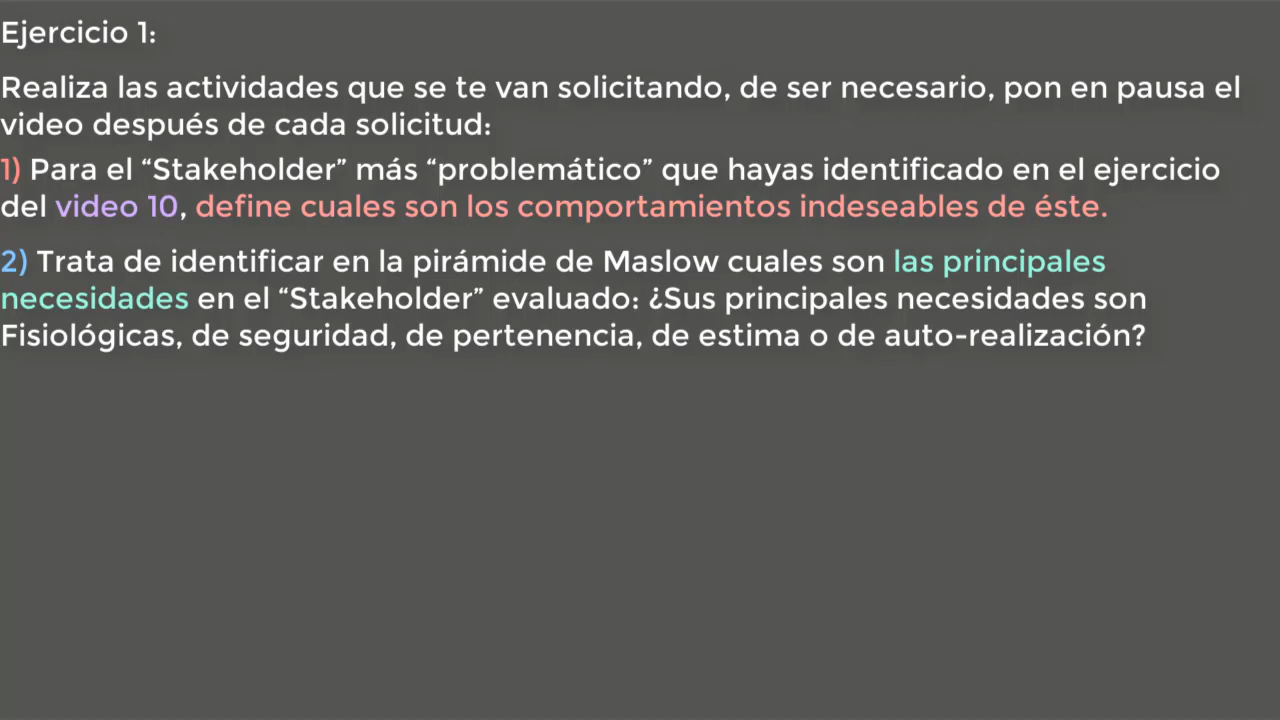 Ejercicio 1:
Realiza las actividades que se te van solicitando, de ser necesario, pon en pausa el
video después de cada solicitud:
1) Para el “Stakeholder” más “problemático” que hayas identificado en el ejercicio
del video 10, define cuales son los comportamientos indeseables de éste.
2) Trata de identificar en la pirámide de Maslow cuales son las principales
necesidades en el “Stakeholder” evaluado: ¿Sus principales necesidades son
Fisiológicas, de seguridad, de pertenencia, de estima o de auto-realización?